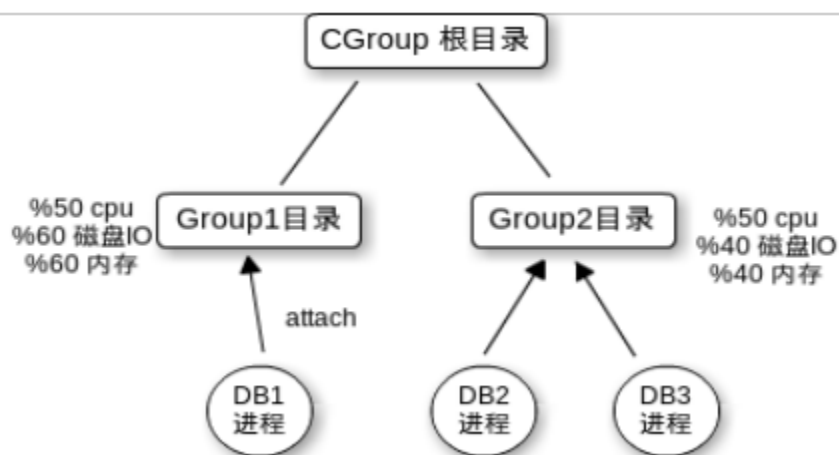 CGroup 根目录
%50 cpu
%60 磁盘IO
%60 内存
Group1目录
Group2目录
%50 cpu
%40 磁盘IO
%40 内存
attach
DB1
进程
DB2
进程
DB3
进程